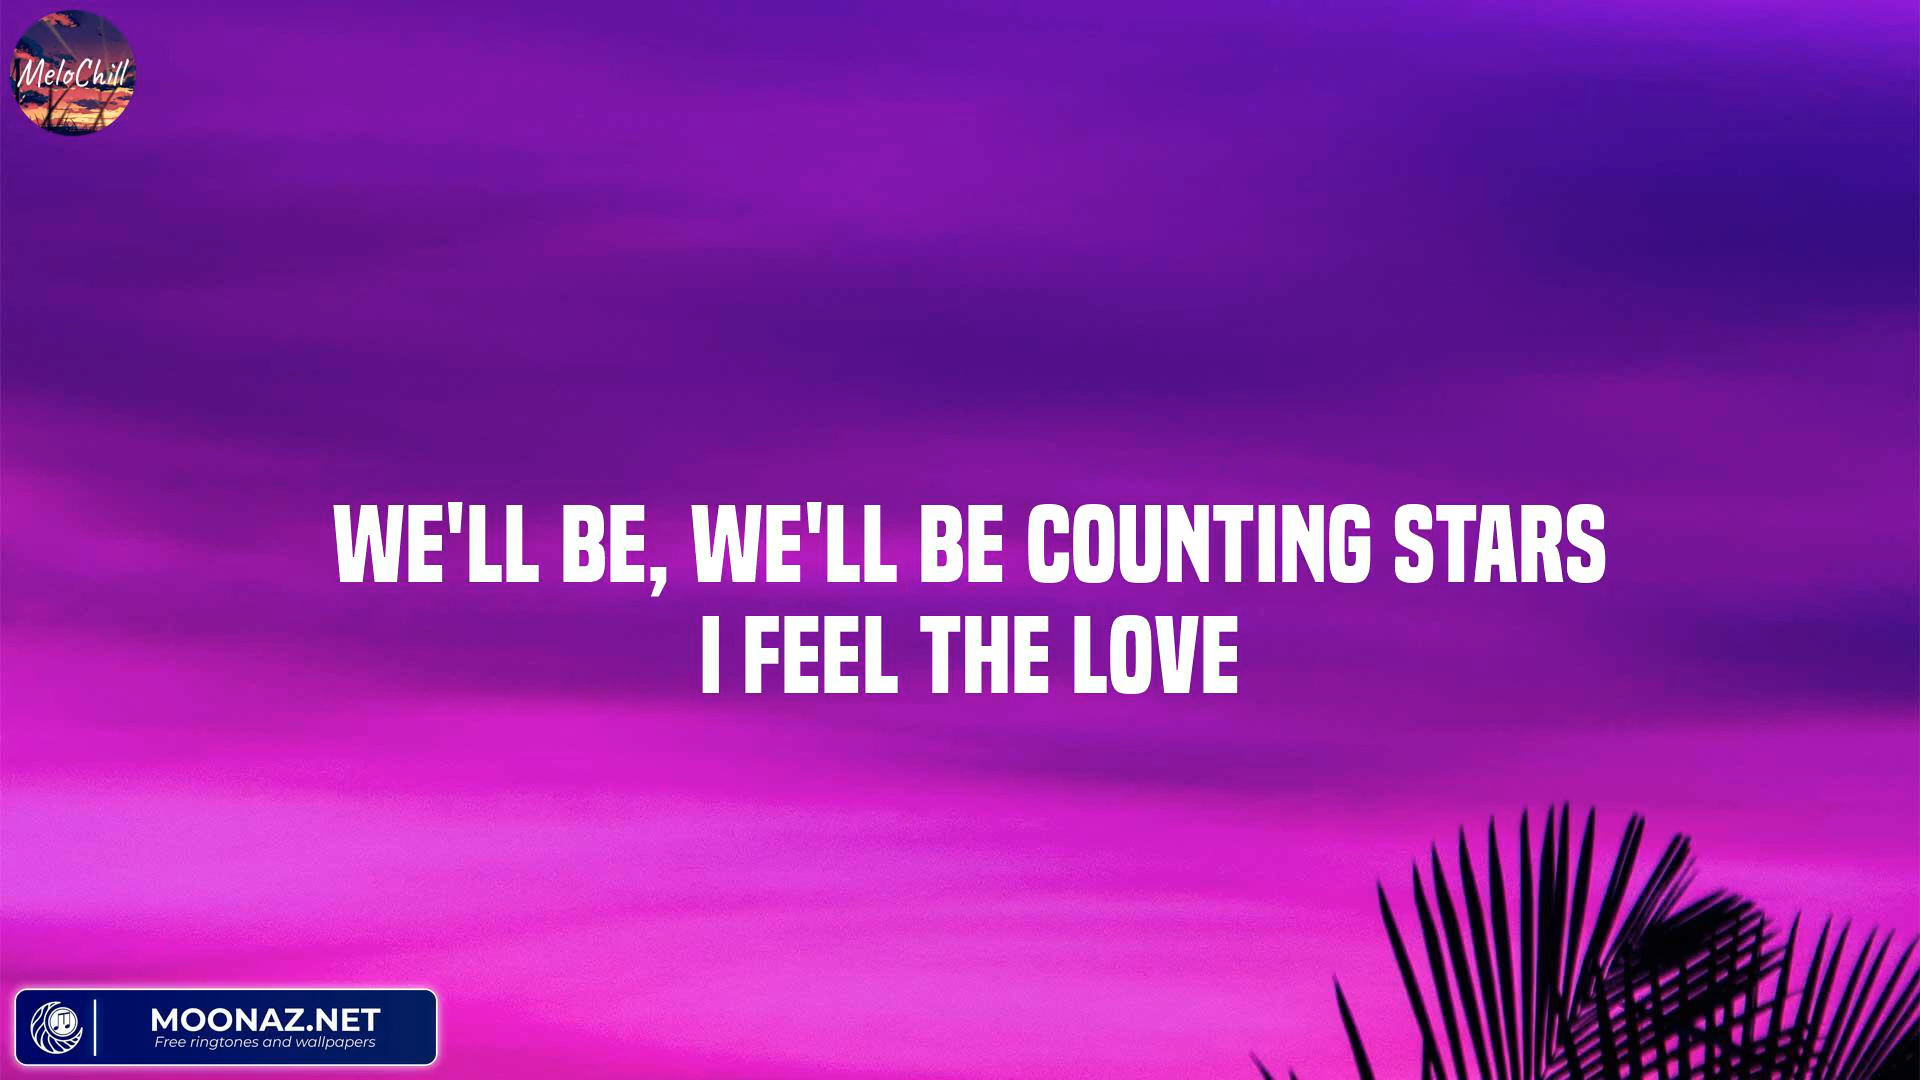 MeloChill
WE'LL BE, WE'LL BE COUNTING STARS
I FEEL THE LOVE
MOONAZ.NET
Free ringtones and wallpapers